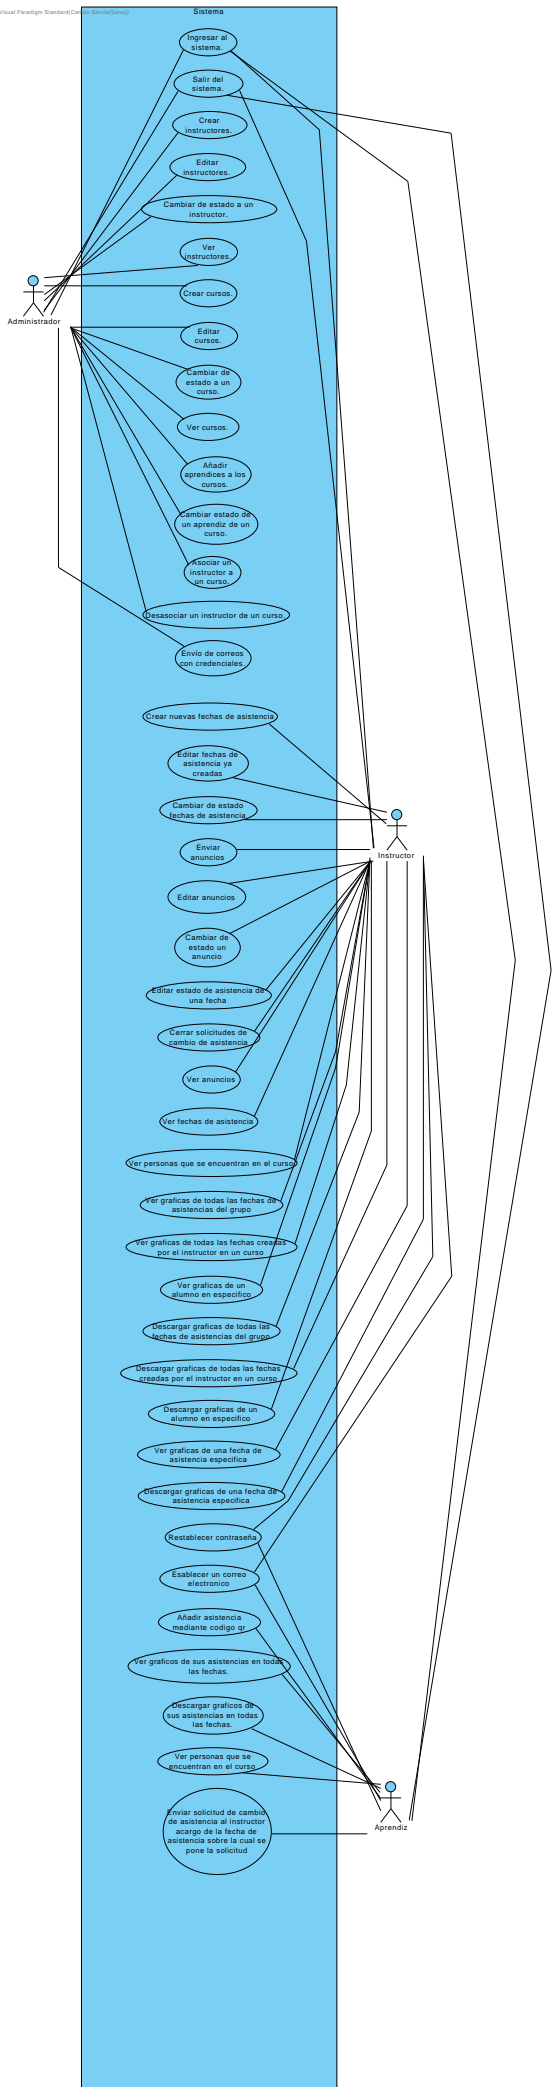 Visual Paradigm Standard(Camilo Garcia(Sena))
Sistema
Ingresar al
sistema.
Salir del
sistema.
Crear
instructores.
Editar
instructores.
Cambiar de estado a un
instructor.
Ver
instructores.
Crear cursos.
Administrador
Editar
cursos.
Cambiar de
estado a un
curso.
Ver cursos.
Añadir
aprendices a los
cursos.
Cambiar estado de
un aprendiz de un
curso.
Asociar un
instructor a
un curso.
Desasociar un instructor de un curso.
Envío de correos
con credenciales.
Crear nuevas fechas de asistencia
Editar fechas de
asistencia ya
creadas
Cambiar de estado
fechas de asistencia
Enviar
anuncios
Instructor
Editar anuncios
Cambiar de
estado un
anuncio
Editar estado de asistencia de
una fecha
Cerrar solicitudes de
cambio de asistencia
Ver anuncios
Ver fechas de asistencia
Ver personas que se encuentran en el curso
Ver graficas de todas las fechas de
asistencias del grupo
Ver graficas de todas las fechas creadas
por el instructor en un curso
Ver graficas de un
alumno en especifico
Descargar graficas de todas las
fechas de asistencias del grupo
Descargar graficas de todas las fechas
creadas por el instructor en un curso
Descargar graficas de un
alumno en especifico
Ver graficas de una fecha de
asistencia especifica
Descargar graficas de una fecha de
asistencia especifica
Restablecer contraseña
Esablecer un correo
electronico
Añadir asistencia
mediante codigo qr
Ver graficos de sus asistencias en todas
las fechas.
Descargar graficos de
sus asistencias en todas
las fechas.
Ver personas que se
encuentran en el curso
Enviar solicitud de cambio
de asistencia al instructor
acargo de la fecha de
asistencia sobre la cual se
pone la solicitud
Aprendiz